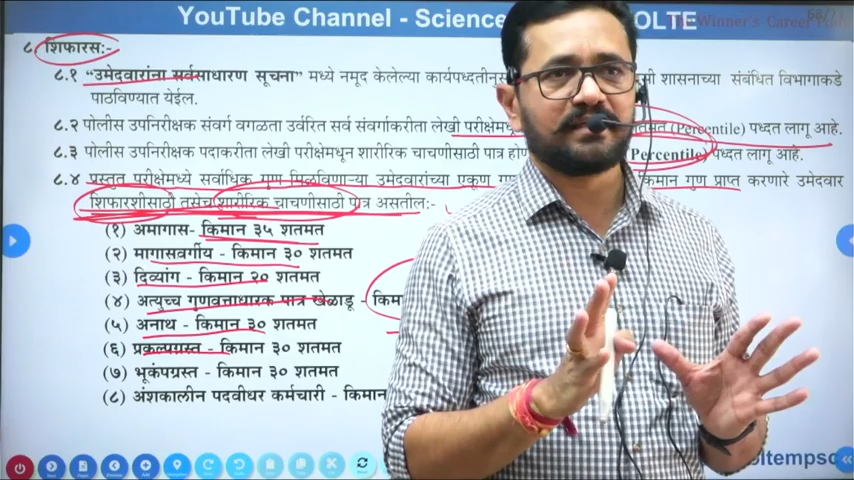 YouTube Channel - Science OLTE
The Winner's Career Posh
८. शिफारस:-
८.१ "उमेदवारांना सर्वसाधारण सूचना" मध्ये नमूद केलेल्या कार्यपध्दतीनु शासनाच्या संबंधित विभागाकडे
पाठविण्यात येईल.
८.२ पोलीस उपनिरीक्षक संवर्ग वगळता उर्वरित सर्व संवर्गाकरीता लेखी परीक्षेम (Percentile) पध्दत लागू आहे.
८.३ पोलीस उपनिरीक्षक पदाकरीता लेखी परीक्षेमधून शारीरिक चाचणीसाठी पात्र Percentile) पध्दत लागू आहे.
८.४ प्रस्तुत परीक्षेमध्ये सर्वाधिक गुण मिळविणाऱ्या उमेदवारांच्या एकूण किमान गुण प्राप्त करणारे उमेदवार
शिफारशीसाठी तसेच शारीरिक चाचणीसाठी पात्र असतील:-
(१) अमागास- किमान ३५ शतमत
(२) मागासवर्गीय - किमान ३० शतमत
(३) दिव्यांग - किमान २० शतमत
(४) अत्युच्च गुणवत्ताधारक पात्र खेळाडू - किमा
(५) अनाथ - किमान ३० शतमत
(६) प्रकल्पग्रस्त - किमान ३० शतमत
(७) भूकंपग्रस्त - किमान ३० शतमत
(८) अंशकालीन पदवीधर कर्मचारी - किमान
oltempsc